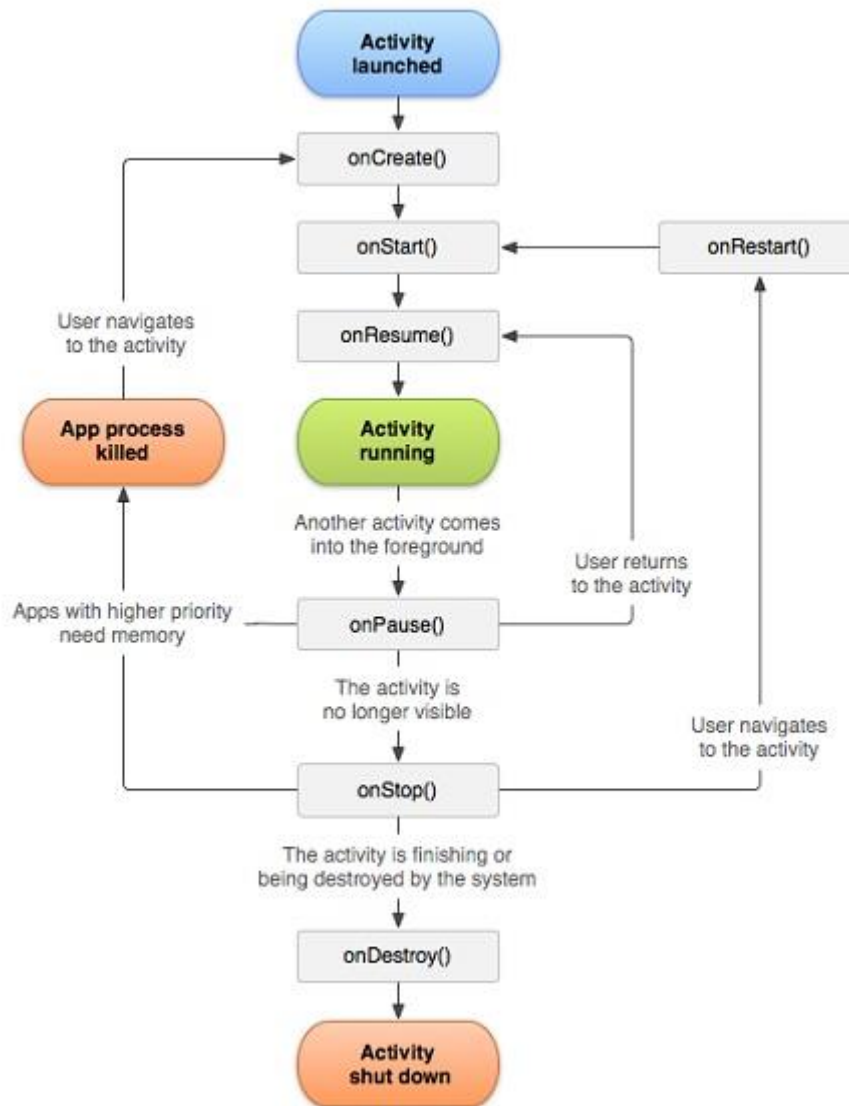 Activity
launched
onCreate()
onStart()
onRestart()
User navigates
to the activity
onResume()
App process
killed
Activity
running
Another activity comes
into the foreground
User returns
to the activity
Apps with higher priority
need memory
onPause()
The activity is
no longer visible
User navigates
to the activity
onStop()
The activity is finishing or
being destroyed by the system
onDestroy()
Activity
shut down